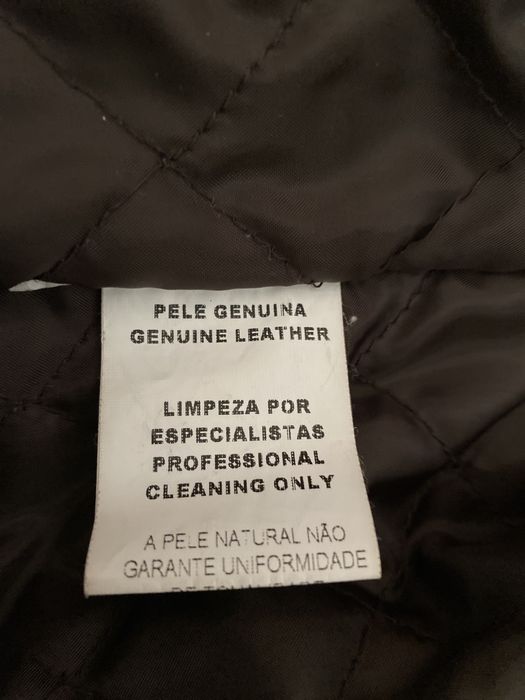 PELE GENUINA
GENUINE LEATHER
LIMPEZA POR
ESPECIALISTAS
PROFESSIONAL
CLEANING ONLY
A PELE NATURAL NÃO
GARANTE UNIFORMIDADE